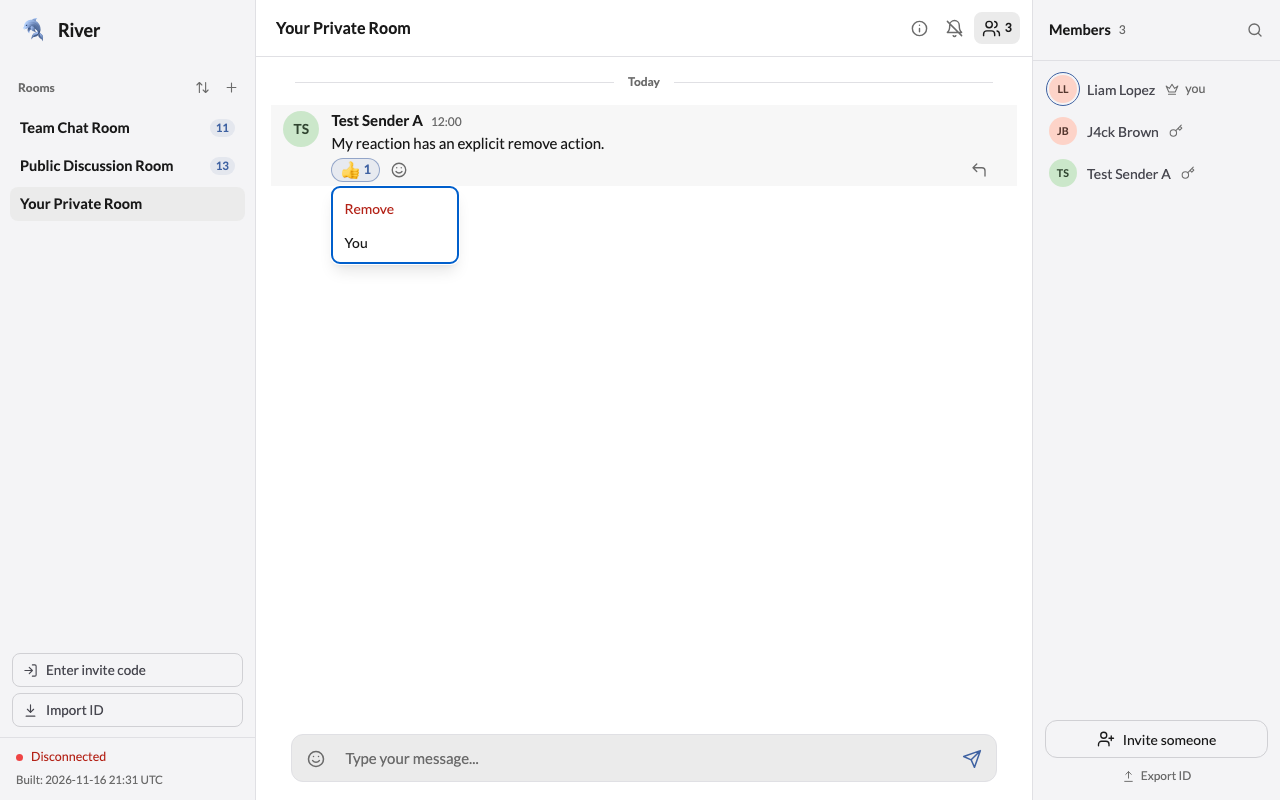 River
Rooms
Team Chat Room 11
Public Discussion Room 13
Your Private Room
Enter invite code
Import ID
Disconnected
Built: 2026-11-16 21:31 UTC
Your Private Room
3
Today
TS
Test Sender A 12:00
My reaction has an explicit remove action.
👍 1
Remove
You
Type your message...
Members 3
LL Liam Lopez you
JB J4ck Brown
TS Test Sender A
Invite someone
Export ID